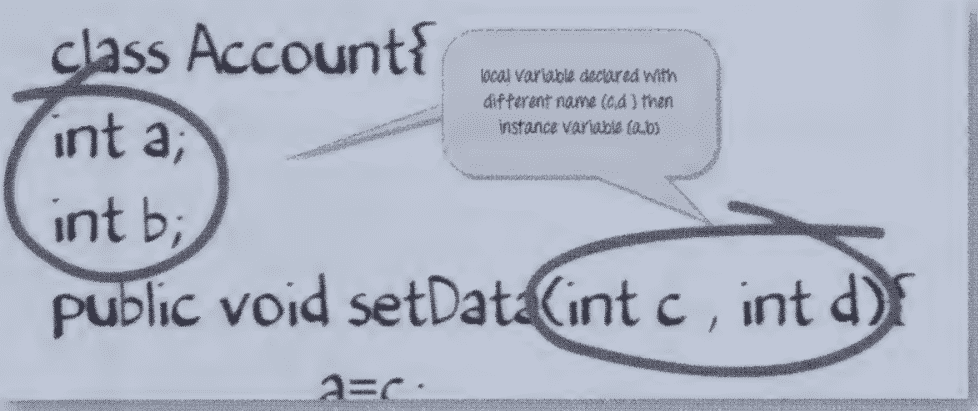 class Account{
local variable declared with
different name (c,d ) then
instance variable (a,b)
int a;
int b;
public void setData(int c , int d){
a=c;